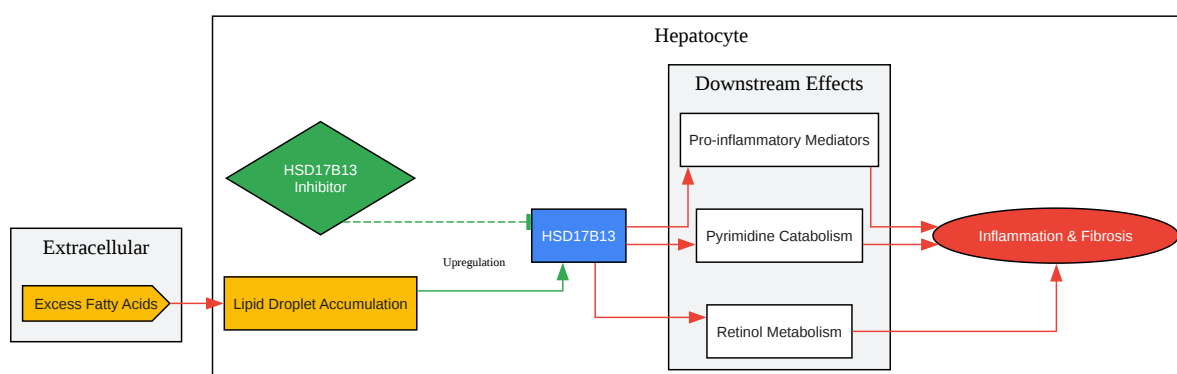 Hepatocyte
Downstream Effects
Pro-inflammatory Mediators
HSD17B13
Inhibitor
Extracellular
HSD17B13
Pyrimidine Catabolism
Inflammation & Fibrosis
Upregulation
Excess Fatty Acids
Lipid Droplet Accumulation
Retinol Metabolism